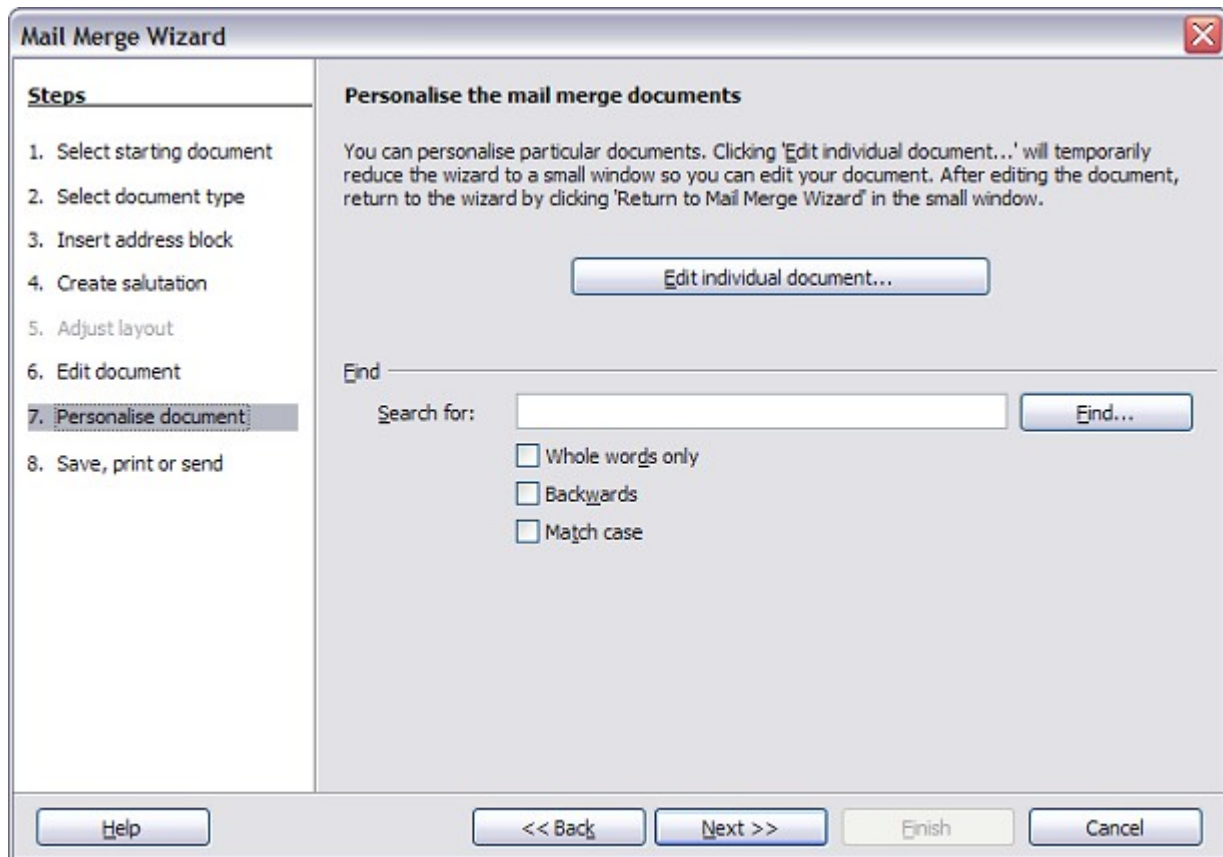 Mail Merge Wizard
Steps
1. Select starting document
2. Select document type
3. Insert address block
4. Create salutation
5. Adjust layout
6. Edit document
7. Personalise document
8. Save, print or send
Personalise the mail merge documents
You can personalise particular documents. Clicking 'Edit individual document...' will temporarily
reduce the wizard to a small window so you can edit your document. After editing the document,
return to the wizard by clicking 'Return to Mail Merge Wizard' in the small window.
Edit individual document...
Find
Search for:
Find...
Whole words only
Backwards
Match case
Help
<< Back
Next >>
Finish
Cancel